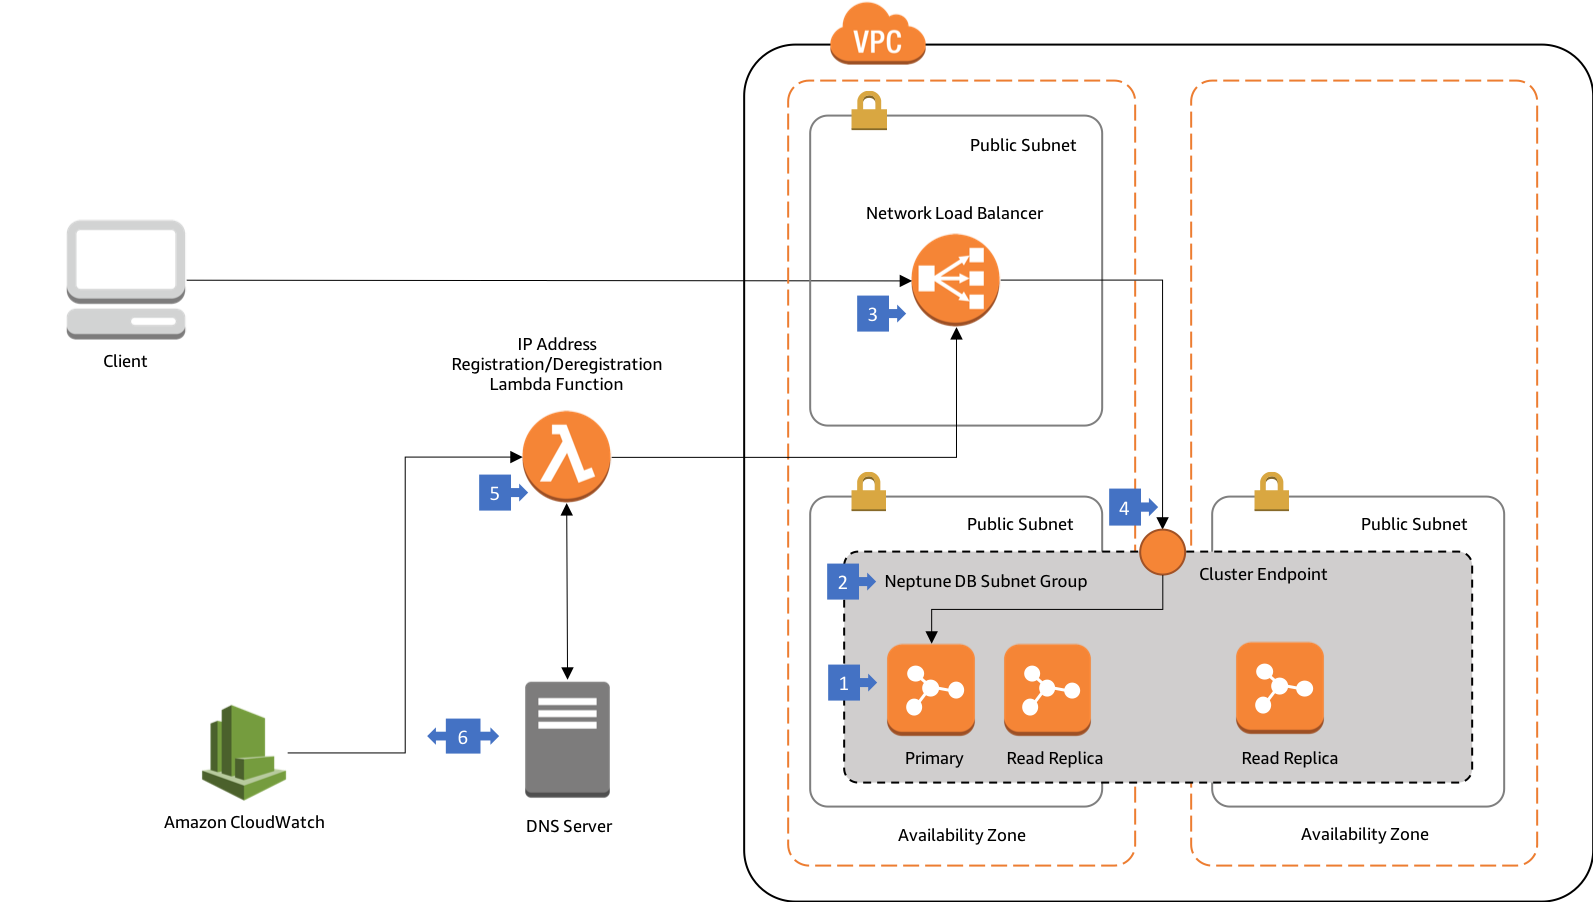 VPC
Public Subnet
Network Load Balancer
3
Client
IP Address
Registration/Deregistration
Lambda Function
5
4
Public Subnet
Public Subnet
2
Neptune DB Subnet Group
Cluster Endpoint
1
Primary
Read Replica
Read Replica
6
Amazon CloudWatch
DNS Server
Availability Zone
Availability Zone